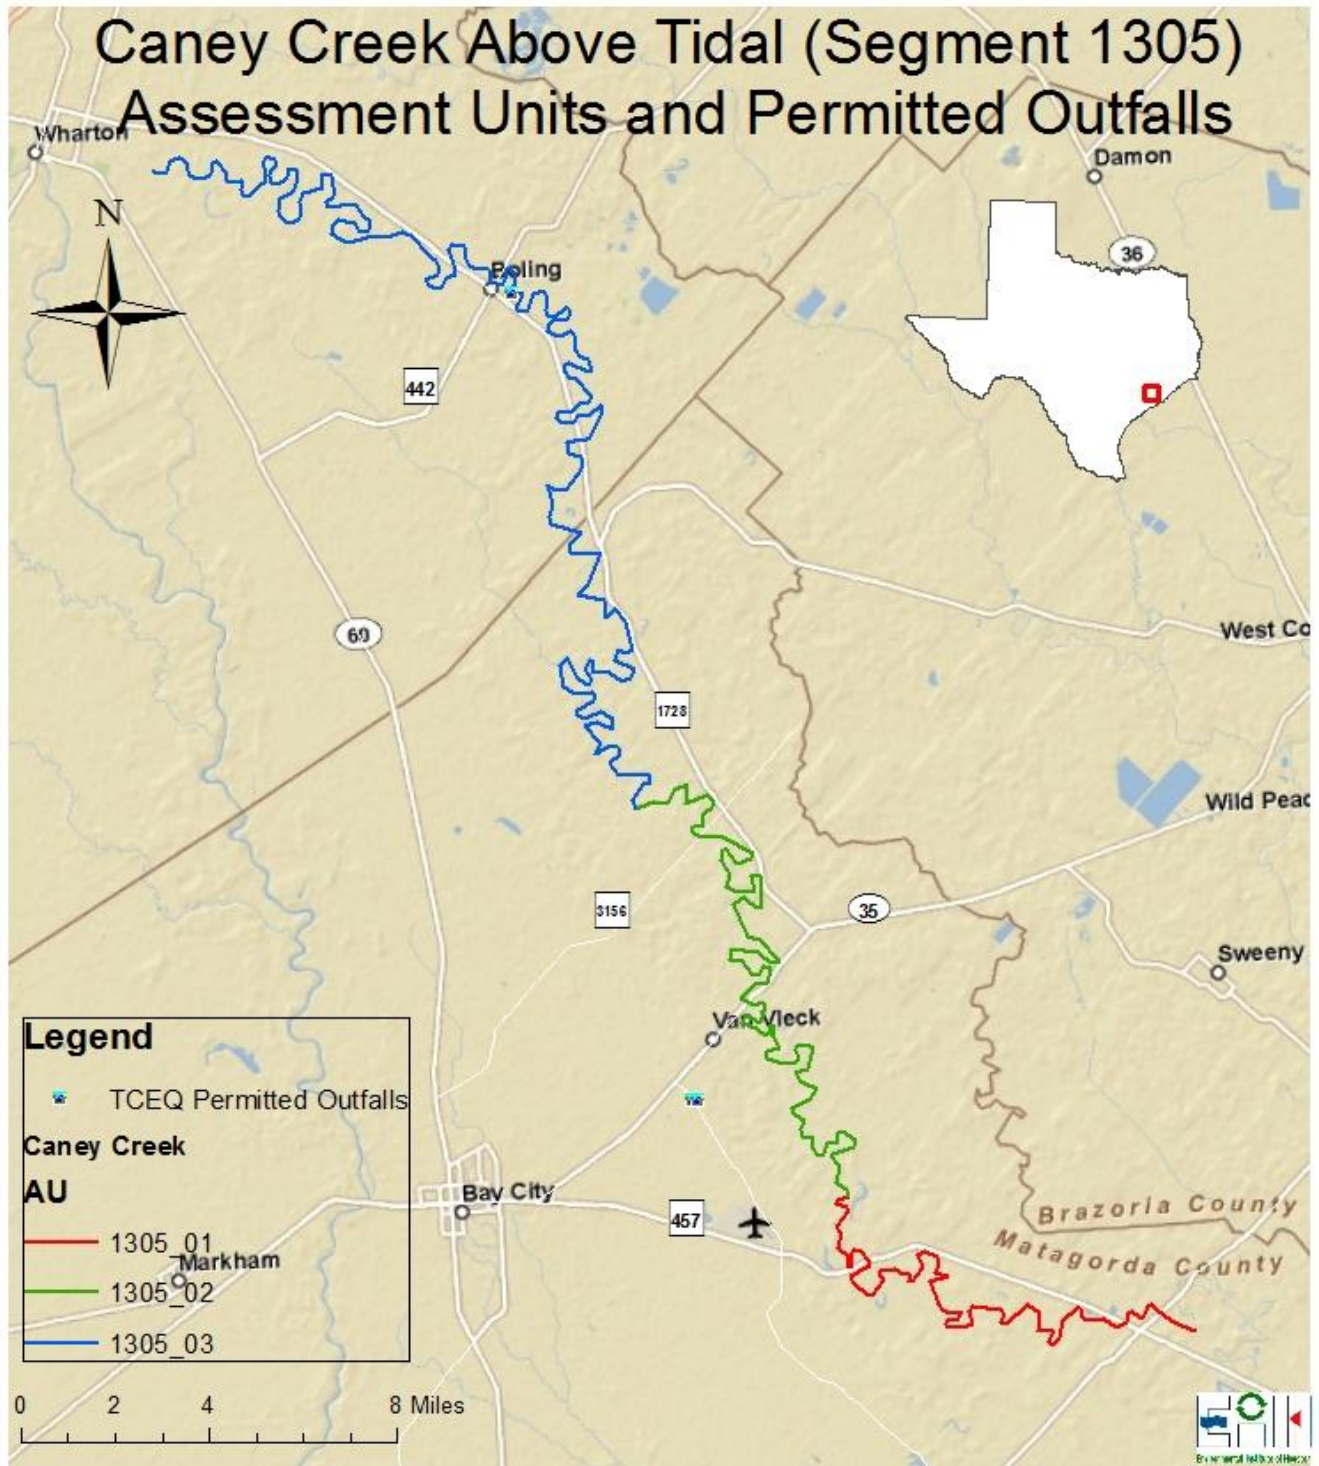 Caney Creek Above Tidal (Segment 1305)
Assessment Units and Permitted Outfalls
Wharton
Damon
N
36
Boling
442
60
West Co
1728
Wild Peac
3156
35
Sweeny
Van Vleck
Legend
TCEQ Permitted Outfalls
Caney Creek
AU
1305_01
1305_02
1305_03
Bay City
457
Markham
Brazoria County
Matagorda County
0 2 4 8 Miles